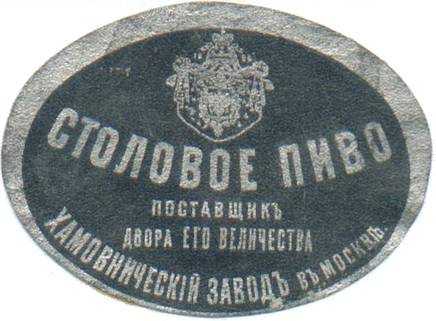 СТОЛОВОЕ ПИВО
ПОСТАВЩИКЪ
ДВОРА ЕГО ВЕЛИЧЕСТВА
ХАМОВНИЧЕСКІЙ ЗАВОДЪ ВЪ МОСКВѢ